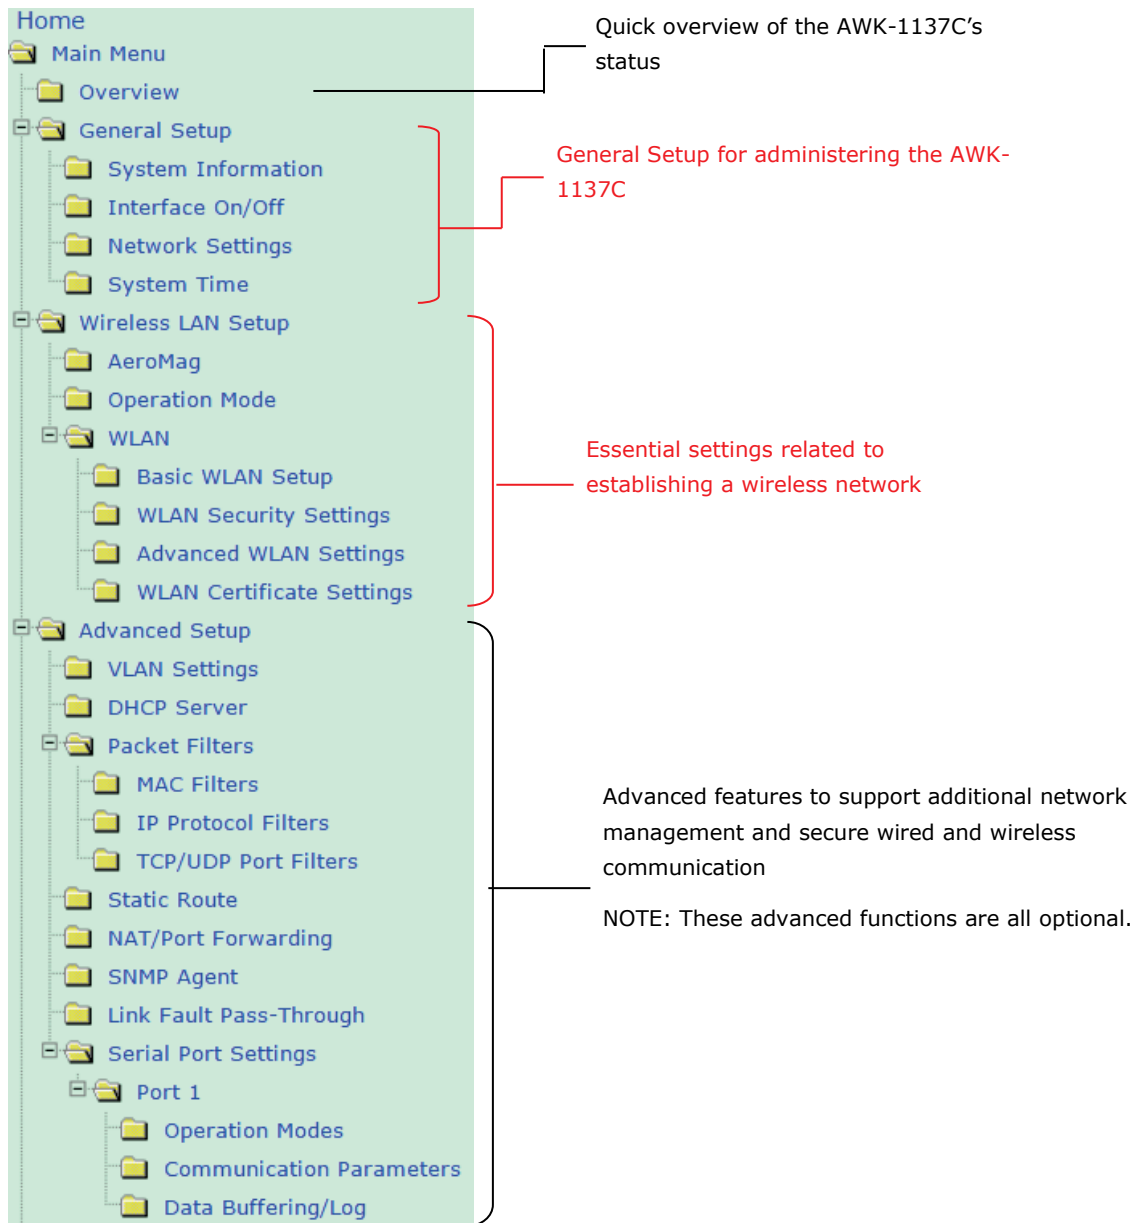 Home
Main Menu
Overview
General Setup
System Information
Interface On/Off
Network Settings
System Time
Wireless LAN Setup
AeroMag
Operation Mode
WLAN
Basic WLAN Setup
WLAN Security Settings
Advanced WLAN Settings
WLAN Certificate Settings
Advanced Setup
VLAN Settings
DHCP Server
Packet Filters
MAC Filters
IP Protocol Filters
TCP/UDP Port Filters
Static Route
NAT/Port Forwarding
SNMP Agent
Link Fault Pass-Through
Serial Port Settings
Port 1
Operation Modes
Communication Parameters
Data Buffering/Log
Quick overview of the AWK-1137C’s
status
General Setup for administering the AWK-
1137C
Essential settings related to
establishing a wireless network
Advanced features to support additional network
management and secure wired and wireless
communication
NOTE: These advanced functions are all optional.